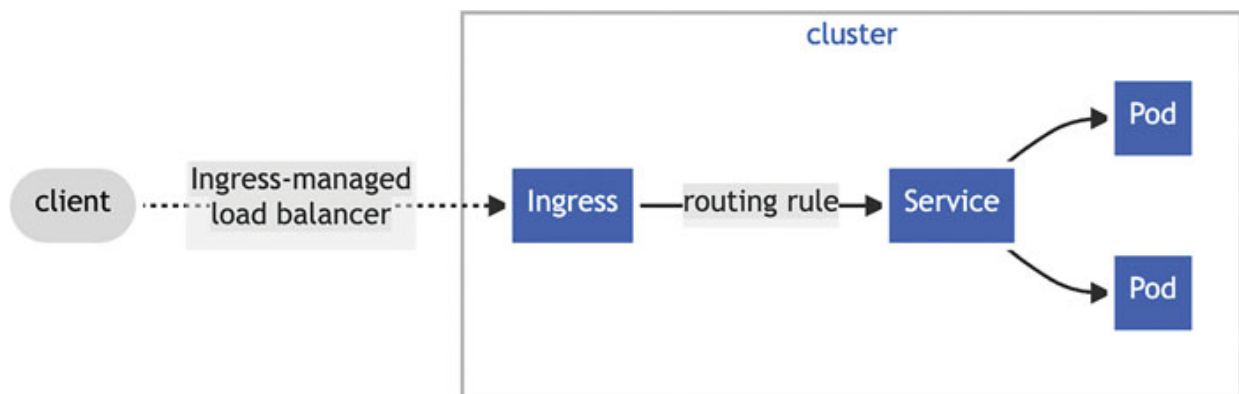 cluster
client
Ingress-managed
load balancer
Ingress
routing rule
Service
Pod
Pod